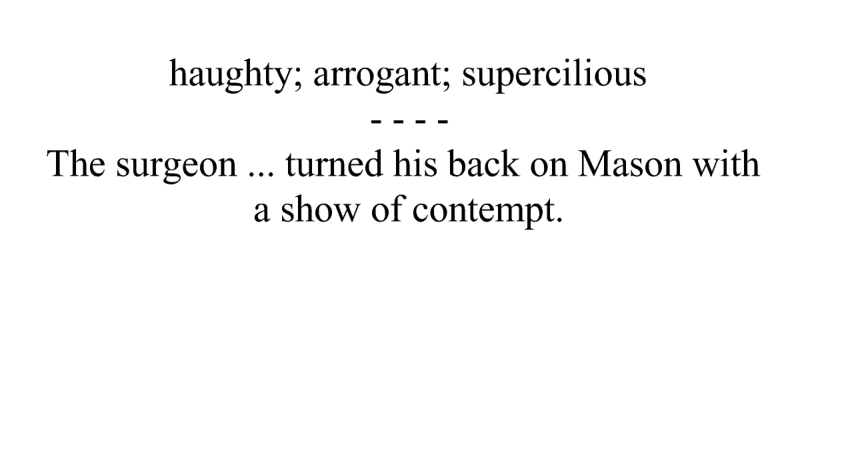 haughty; arrogant; supercilious
- - - -
The surgeon ... turned his back on Mason with
a show of contempt.